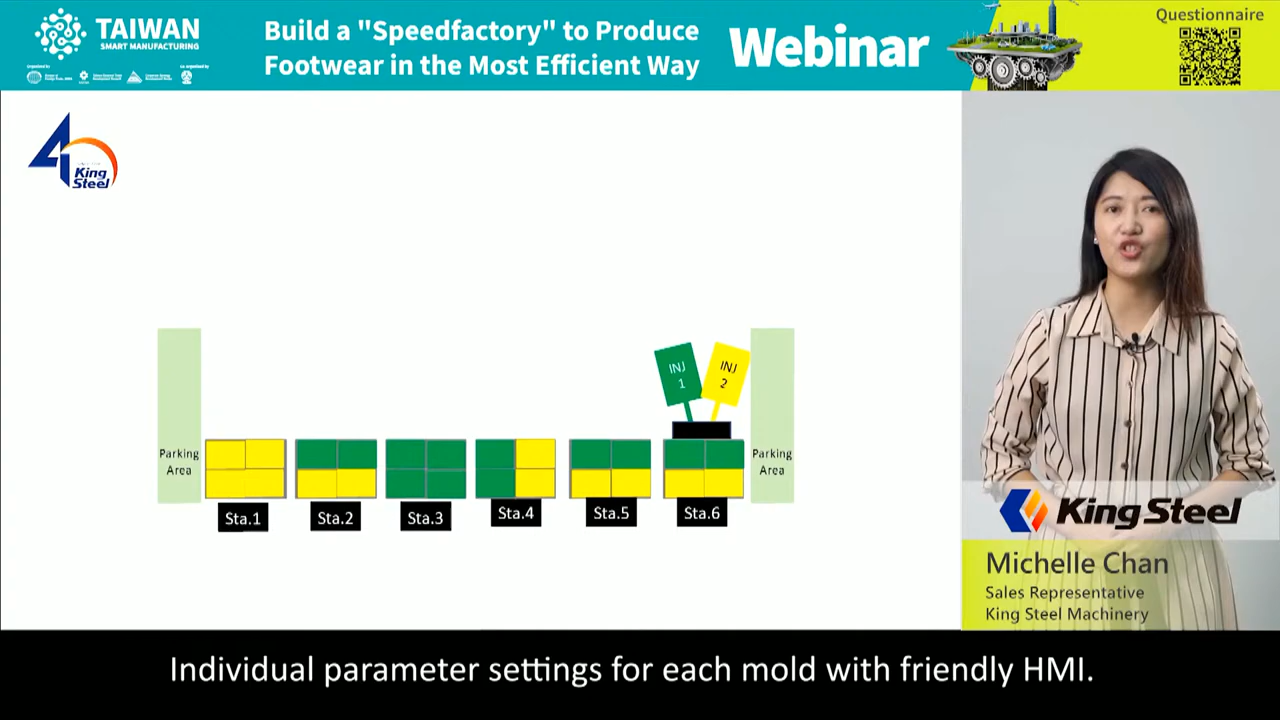 TAIWAN
SMART MANUFACTURING
Build a "Speedfactory" to Produce
Footwear in the Most Efficient Way
Webinar
Questionnaire
4
King
Steel
INJ
1
INJ
2
Parking
Area
Parking
Area
Sta.1
Sta.2
Sta.3
Sta.4
Sta.5
Sta.6
King Steel
Michelle Chan
Sales Representative
King Steel Machinery
Individual parameter settings for each mold with friendly HMI.